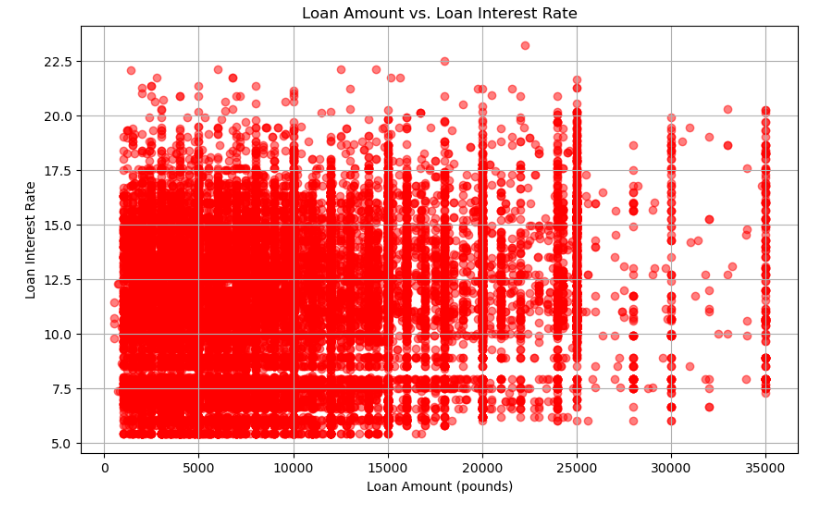 Loan Amount vs. Loan Interest Rate
22.5
20.0
17.5
15.0
12.5
10.0
7.5
5.0
Loan Interest Rate
0 5000 10000 15000 20000 25000 30000 35000
Loan Amount (pounds)